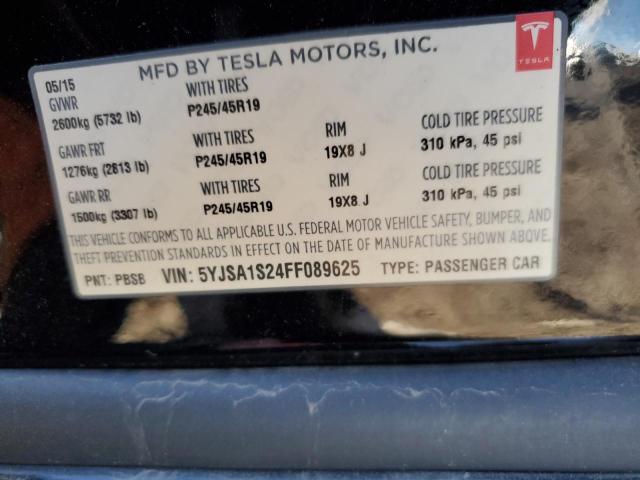 MFD BY TESLA MOTORS, INC.
TESLA
05/15
GVWR WITH TIRES
2600kg (5732 lb) P245/45R19
GAWR FRT WITH TIRES RIM COLD TIRE PRESSURE
1276kg (2813 lb) P245/45R19 19X8 J 310 kPa, 45 psi
GAWR RR WITH TIRES RIM COLD TIRE PRESSURE
1500kg (3307 lb) P245/45R19 19X8 J 310 kPa, 45 psi
THIS VEHICLE CONFORMS TO ALL APPLICABLE U.S. FEDERAL MOTOR VEHICLE SAFETY, BUMPER, AND
THEFT PREVENTION STANDARDS IN EFFECT ON THE DATE OF MANUFACTURE SHOWN ABOVE.
PNT: PBSB VIN: 5YJSA1S24FF089625 TYPE: PASSENGER CAR